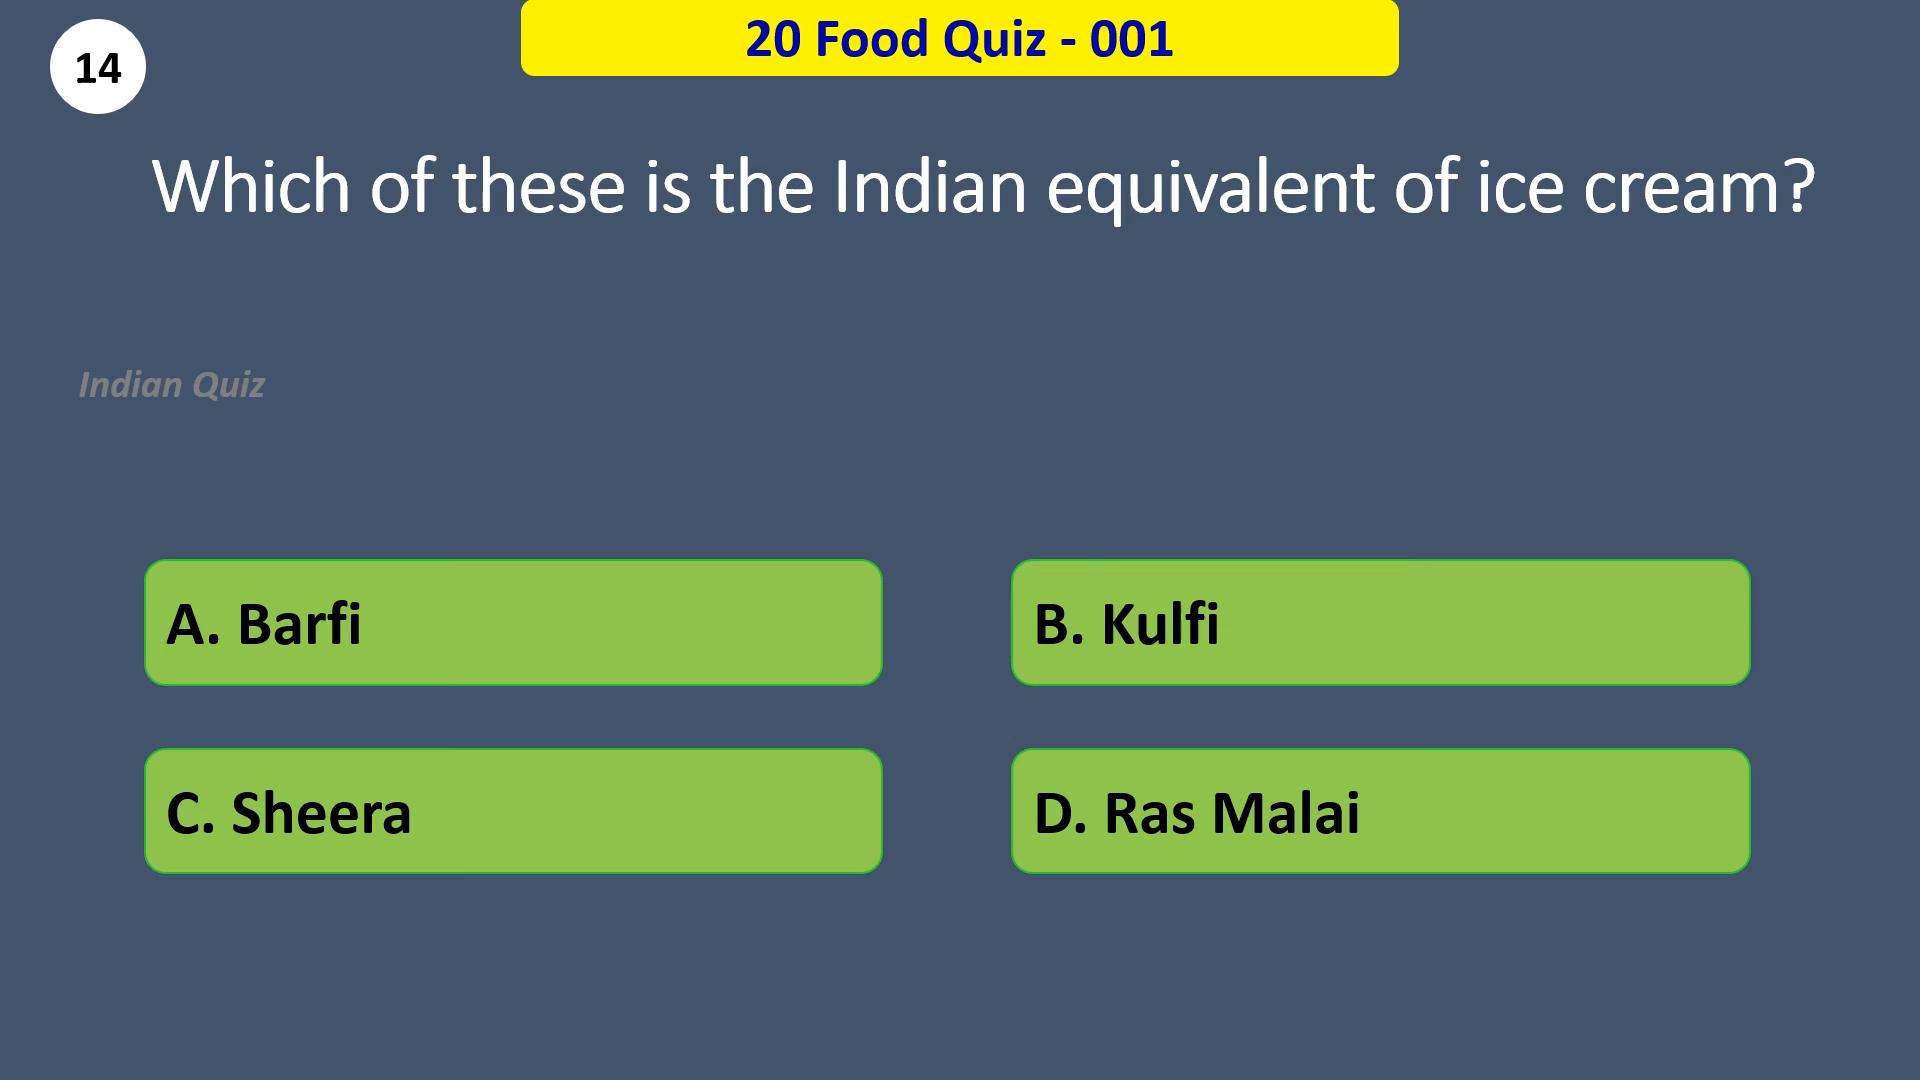 20 Food Quiz - 001
14
Which of these is the Indian equivalent of ice cream?
Indian Quiz
A. Barfi
B. Kulfi
C. Sheera
D. Ras Malai